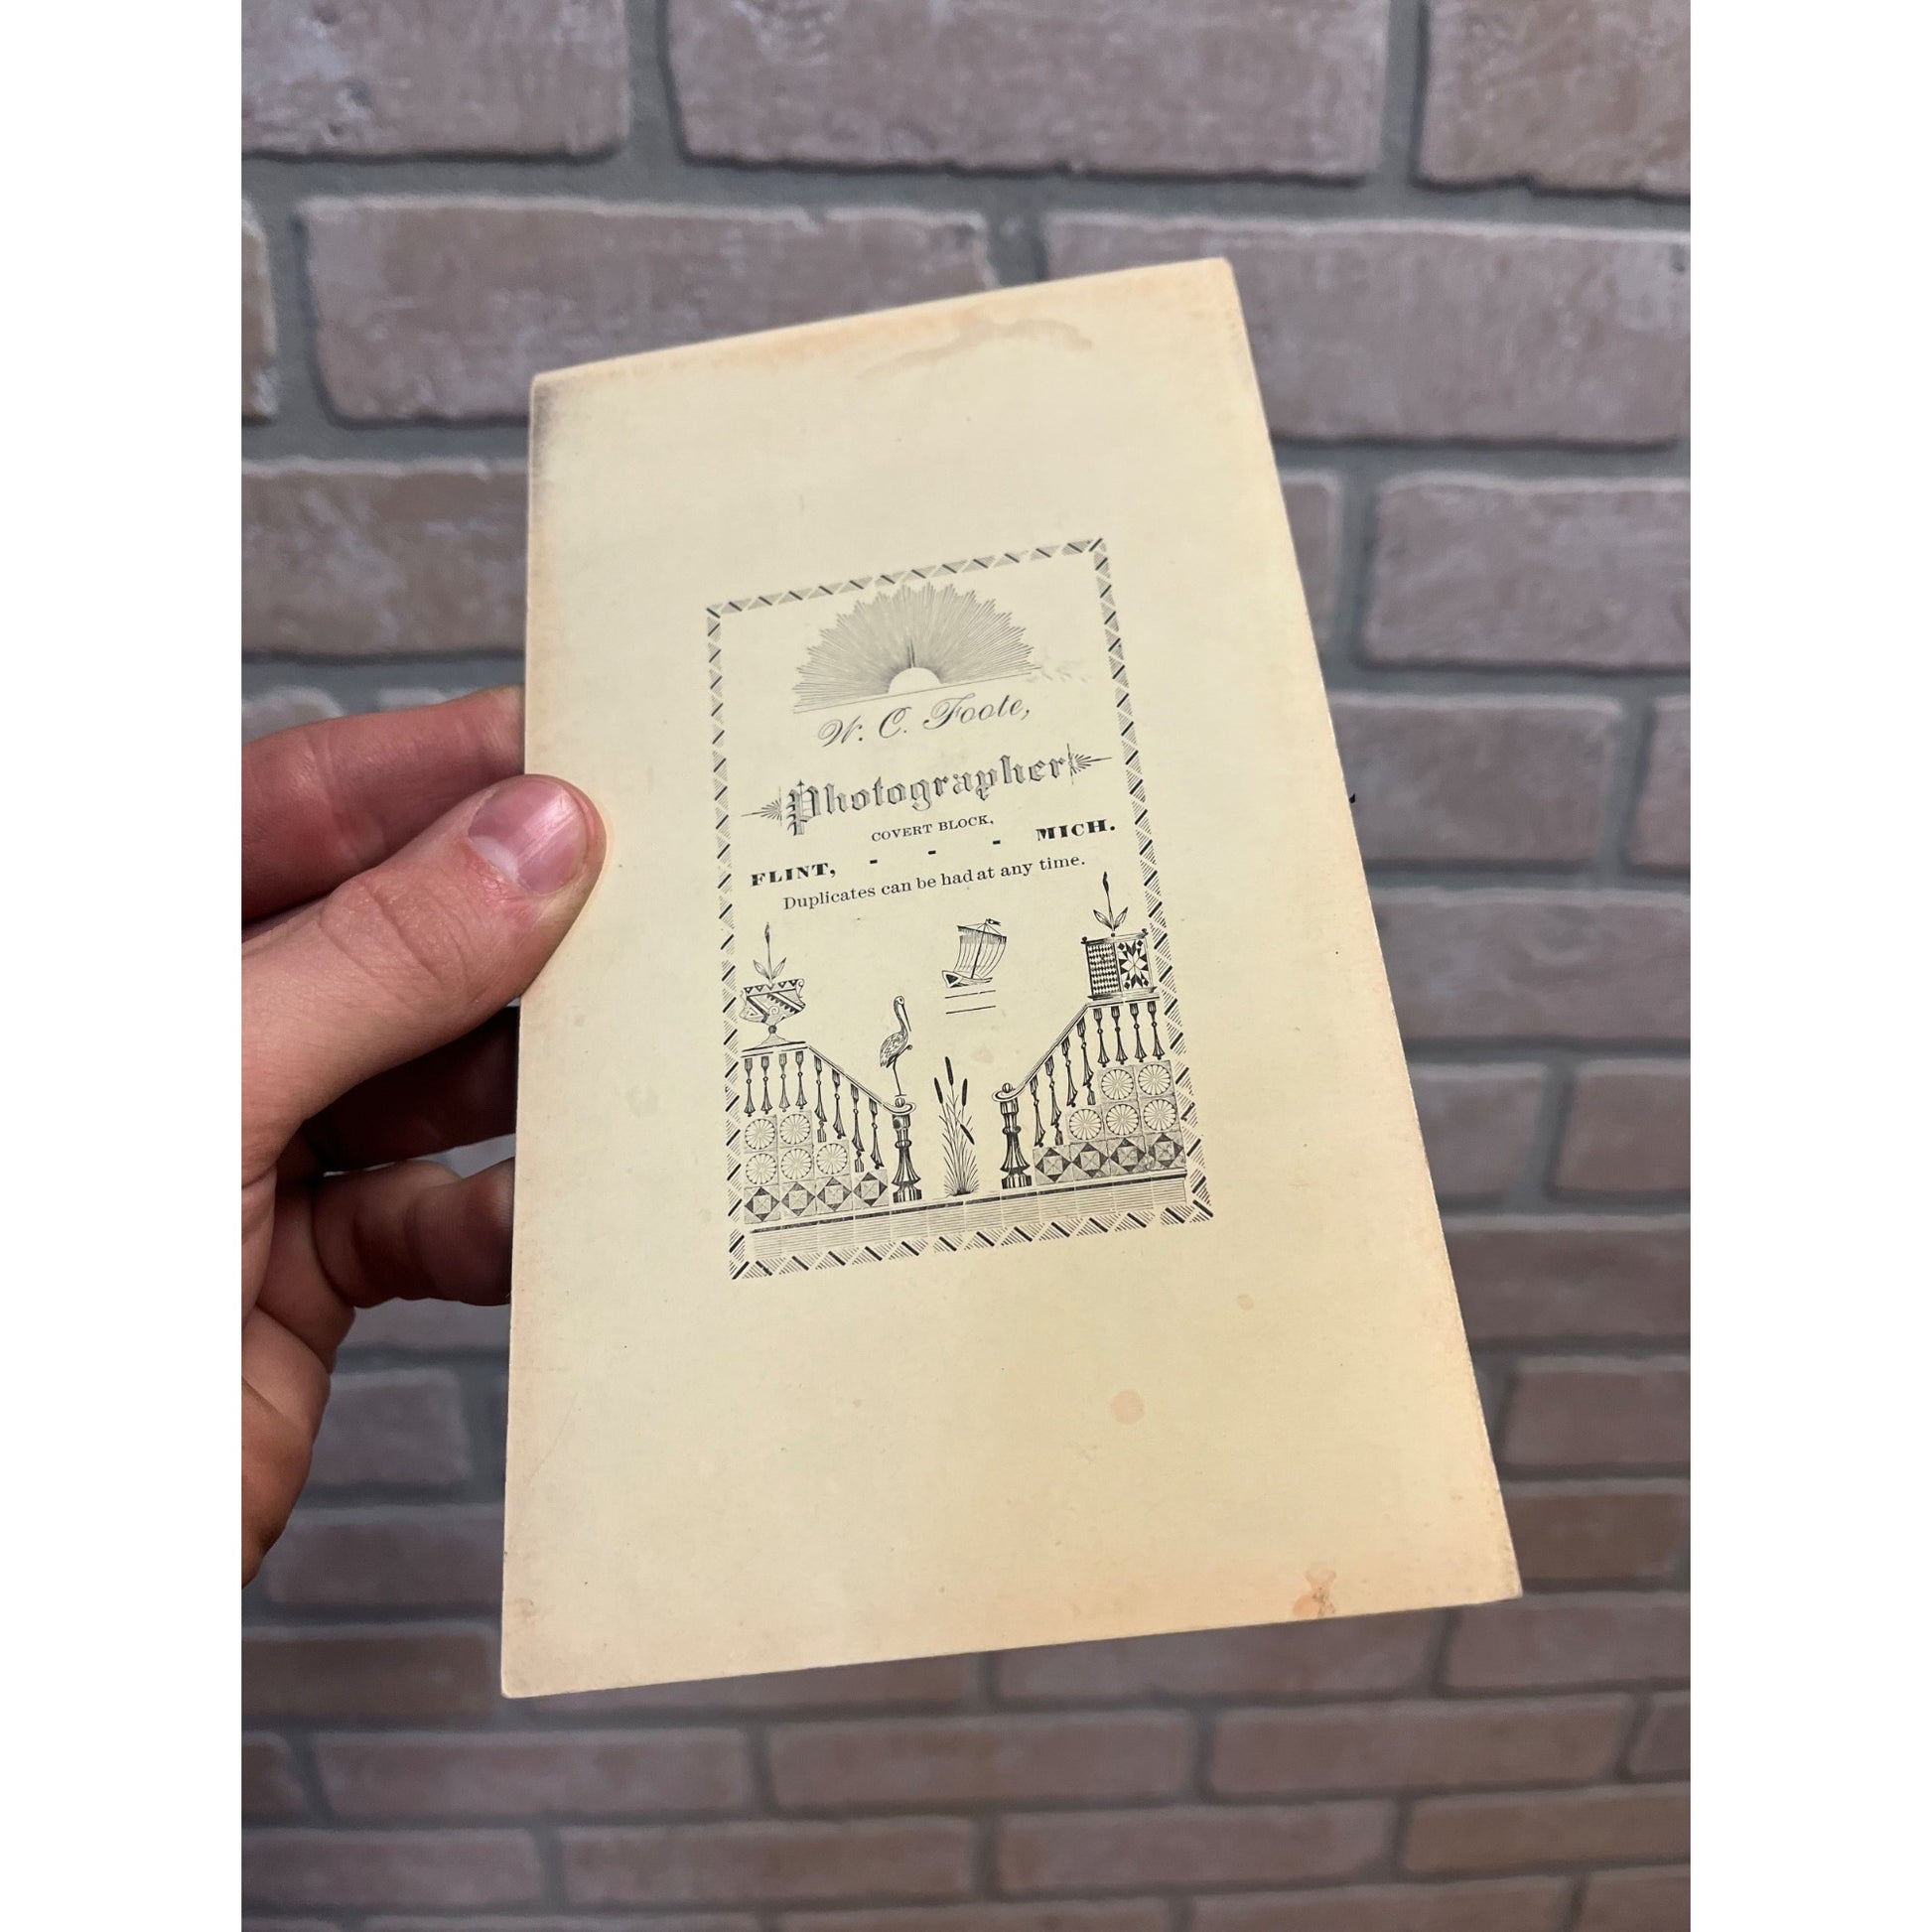 W. C. Foote,
Photographer
COVERT BLOCK,
FLINT, - - - MICH.
Duplicates can be had at any time.